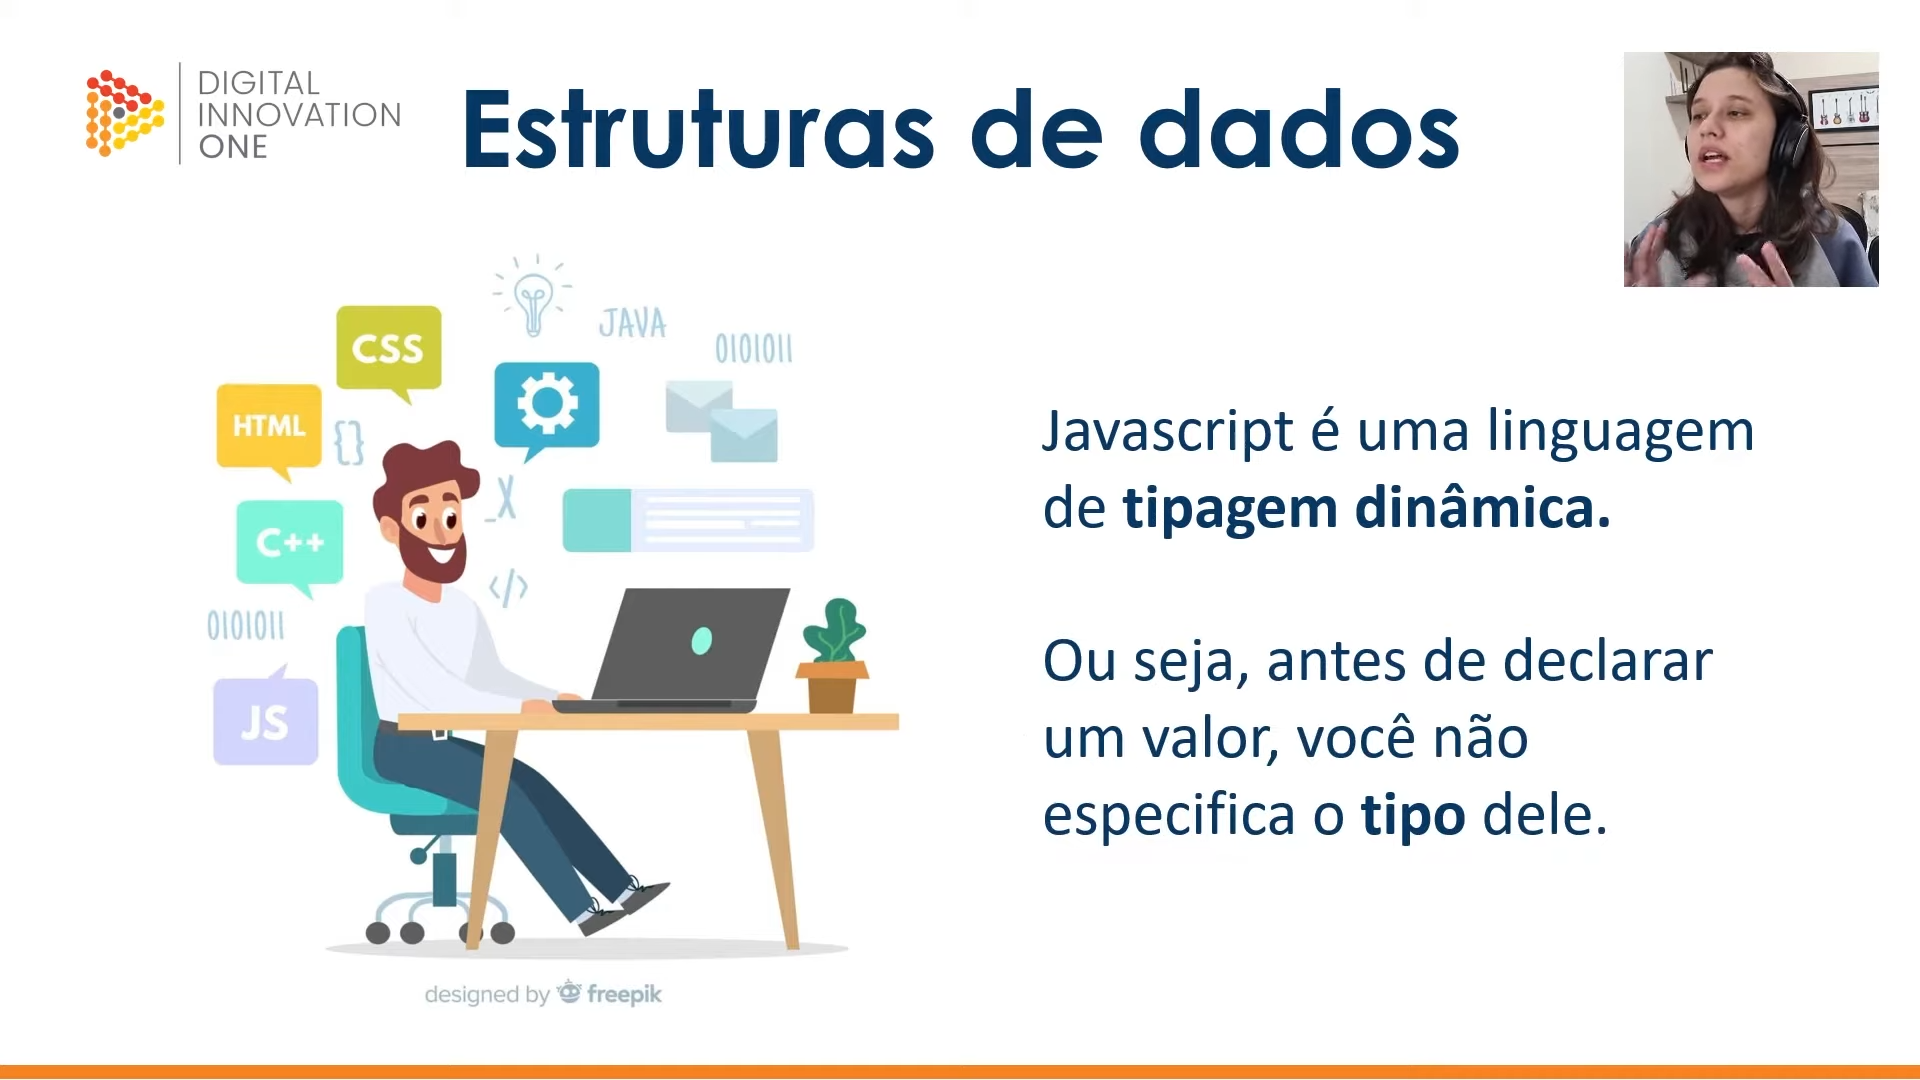 DIGITAL
INNOVATION
ONE
Estruturas de dados
JAVA
CSS
0101011
HTML
{}
_X
C++
</>
0101011
JS
Javascript é uma linguagem
de tipagem dinâmica.
Ou seja, antes de declarar
um valor, você não
especifica o tipo dele.
designed by freepik